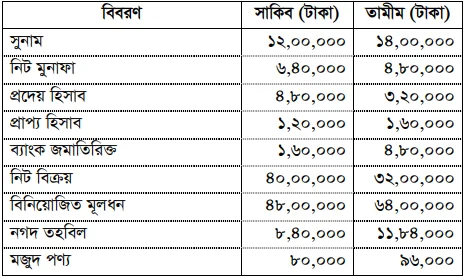 বিবরণ সাকিব (টাকা) তামীম (টাকা)
সুনাম ১২,০০,০০০ ১৪,০০,০০০
নিট মুনাফা ৬,৪০,০০০ ৪,৮০,০০০
প্রদেয় হিসাব ৪,৮০,০০০ ৩,২০,০০০
প্রাপ্য হিসাব ১,২০,০০০ ১,৬০,০০০
ব্যাংক জমাতিরিক্ত ১,৬০,০০০ ৪,৮০,০০০
নিট বিক্রয় ৪০,০০,০০০ ৩২,০০,০০০
বিনিয়োজিত মূলধন ৪৮,০০,০০০ ৬৪,০০,০০০
নগদ তহবিল ৮,৪০,০০০ ১১,৮৪,০০০
মজুদ পণ্য ৮০,০০০ ৯৬,০০০